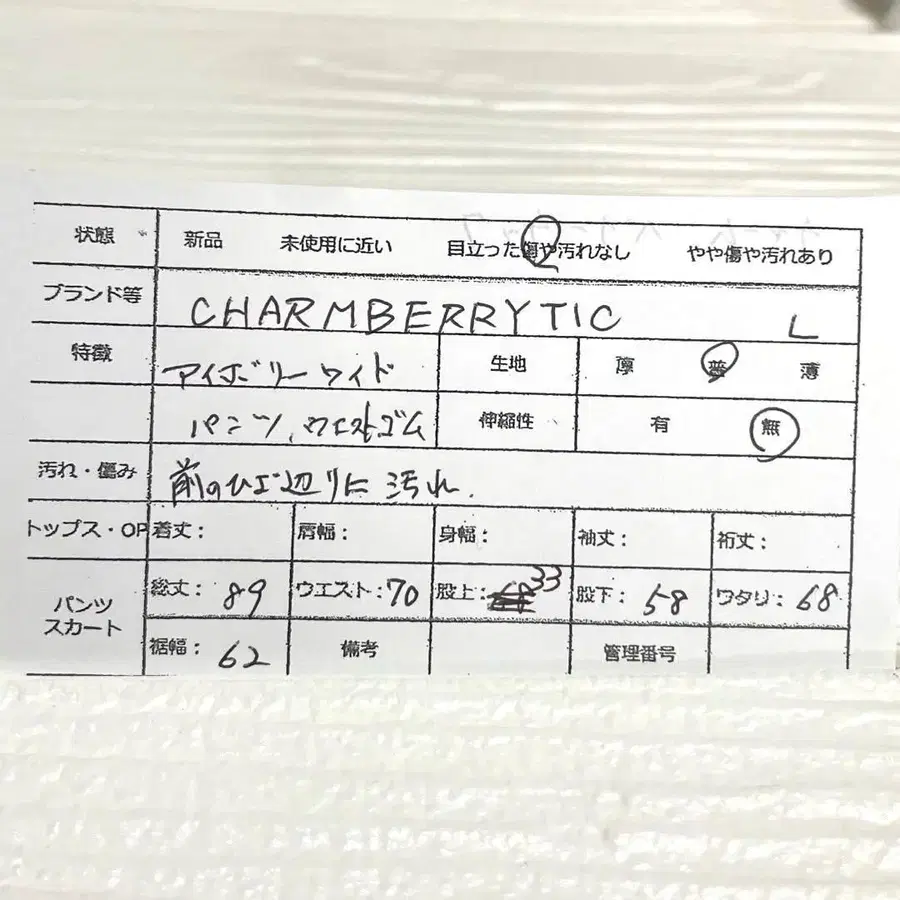 状態 新品 未使用に近い 目立った傷や汚れなし やや傷や汚れあり
ブランド等 CHARMBERRYTIC L
特徴 アイボリーワイド 生地 厚 普 薄
パンツ、ウエストゴム 伸縮性 有 無
汚れ・傷み 前のひざ辺りに汚れ.
トップス・OP 着丈: 肩幅: 身幅: 袖丈: 裄丈:
パンツ スカート 総丈: 89 ウエスト: 70 股上: 33 股下: 58 ワタリ: 68
裾幅: 62 備考 管理番号